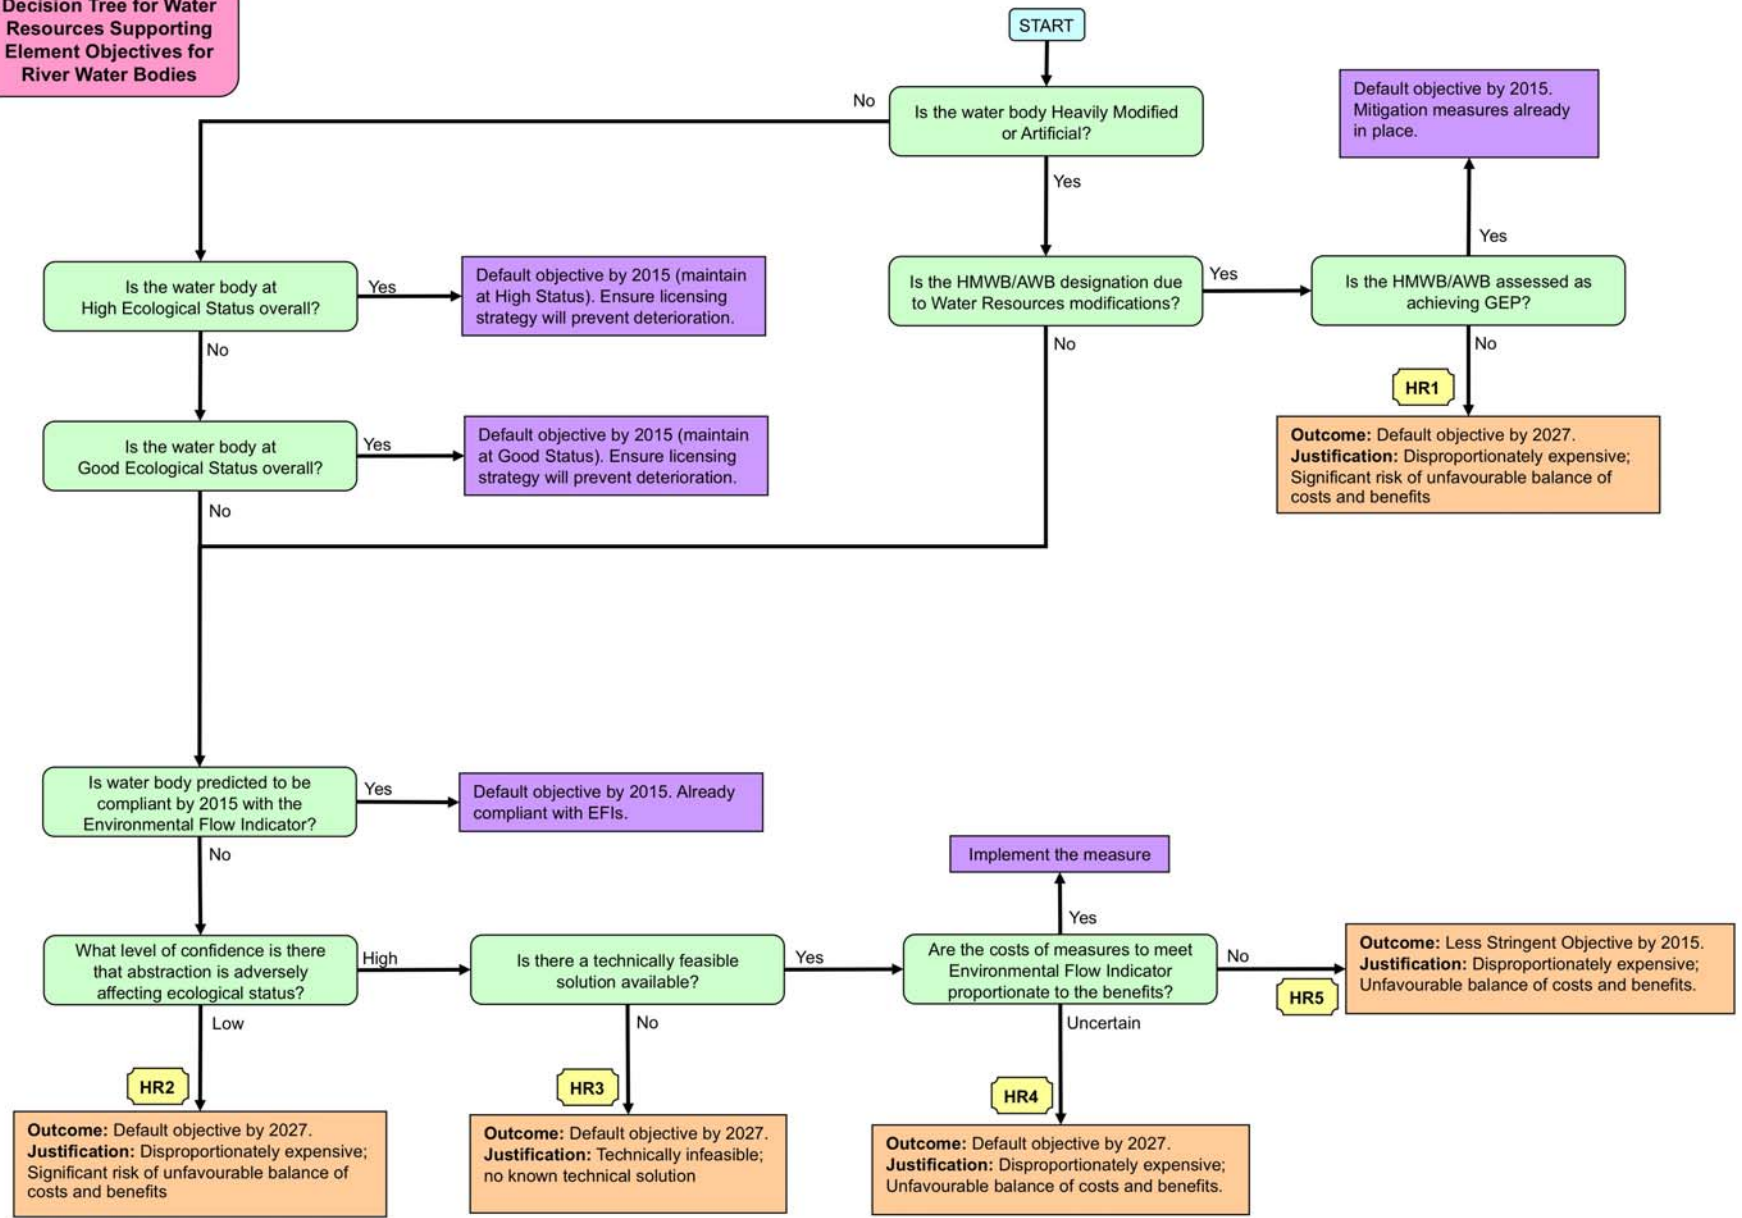 Decision Tree for Water
Resources Supporting
Element Objectives for
River Water Bodies
START
Is the water body Heavily Modified
or Artificial?
No
Yes
Default objective by 2015.
Mitigation measures already
in place.
Yes
Is the water body at
High Ecological Status overall?
Yes
Default objective by 2015 (maintain
at High Status). Ensure licensing
strategy will prevent deterioration.
Is the HMWB/AWB designation due
to Water Resources modifications?
Yes
Is the HMWB/AWB assessed as
achieving GEP?
No
No
No
HR1
Outcome: Default objective by 2027.
Justification: Disproportionately expensive;
Significant risk of unfavourable balance of
costs and benefits
Is the water body at
Good Ecological Status overall?
Yes
Default objective by 2015 (maintain
at Good Status). Ensure licensing
strategy will prevent deterioration.
No
Is water body predicted to be
compliant by 2015 with the
Environmental Flow Indicator?
Yes
Default objective by 2015. Already
compliant with EFIs.
No
Implement the measure
Yes
What level of confidence is there
that abstraction is adversely
affecting ecological status?
High
Is there a technically feasible
solution available?
Yes
Are the costs of measures to meet
Environmental Flow Indicator
proportionate to the benefits?
No
HR5
Outcome: Less Stringent Objective by 2015.
Justification: Disproportionately expensive;
Unfavourable balance of costs and benefits.
Low
No
Uncertain
HR2
Outcome: Default objective by 2027.
Justification: Disproportionately expensive;
Significant risk of unfavourable balance of
costs and benefits
HR3
Outcome: Default objective by 2027.
Justification: Technically infeasible;
no known technical solution
HR4
Outcome: Default objective by 2027.
Justification: Disproportionately expensive;
Unfavourable balance of costs and benefits.